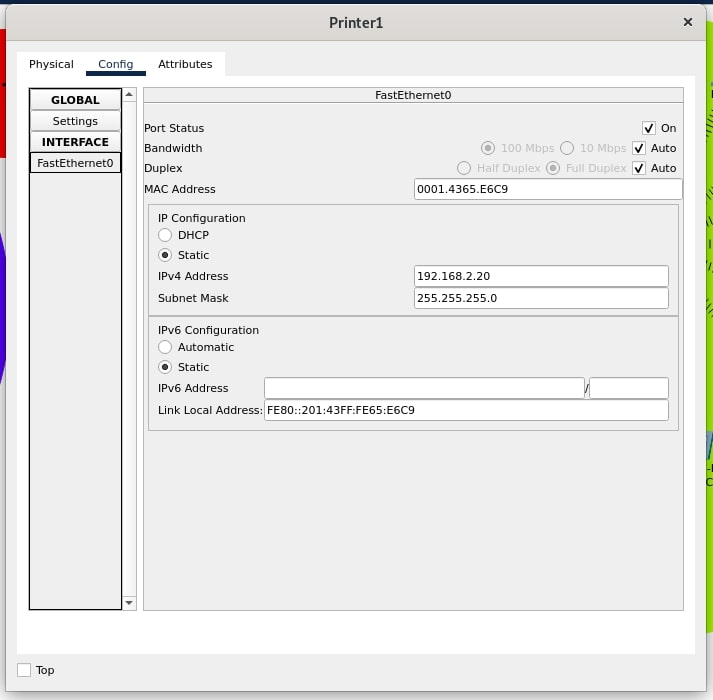 Printer1
Physical Config Attributes
GLOBAL
Settings
INTERFACE
FastEthernet0
FastEthernet0
Port Status On
Bandwidth 100 Mbps 10 Mbps Auto
Duplex Half Duplex Full Duplex Auto
MAC Address 0001.4365.E6C9
IP Configuration
DHCP
Static
IPv4 Address 192.168.2.20
Subnet Mask 255.255.255.0
IPv6 Configuration
Automatic
Static
IPv6 Address /
Link Local Address: FE80::201:43FF:FE65:E6C9
Top